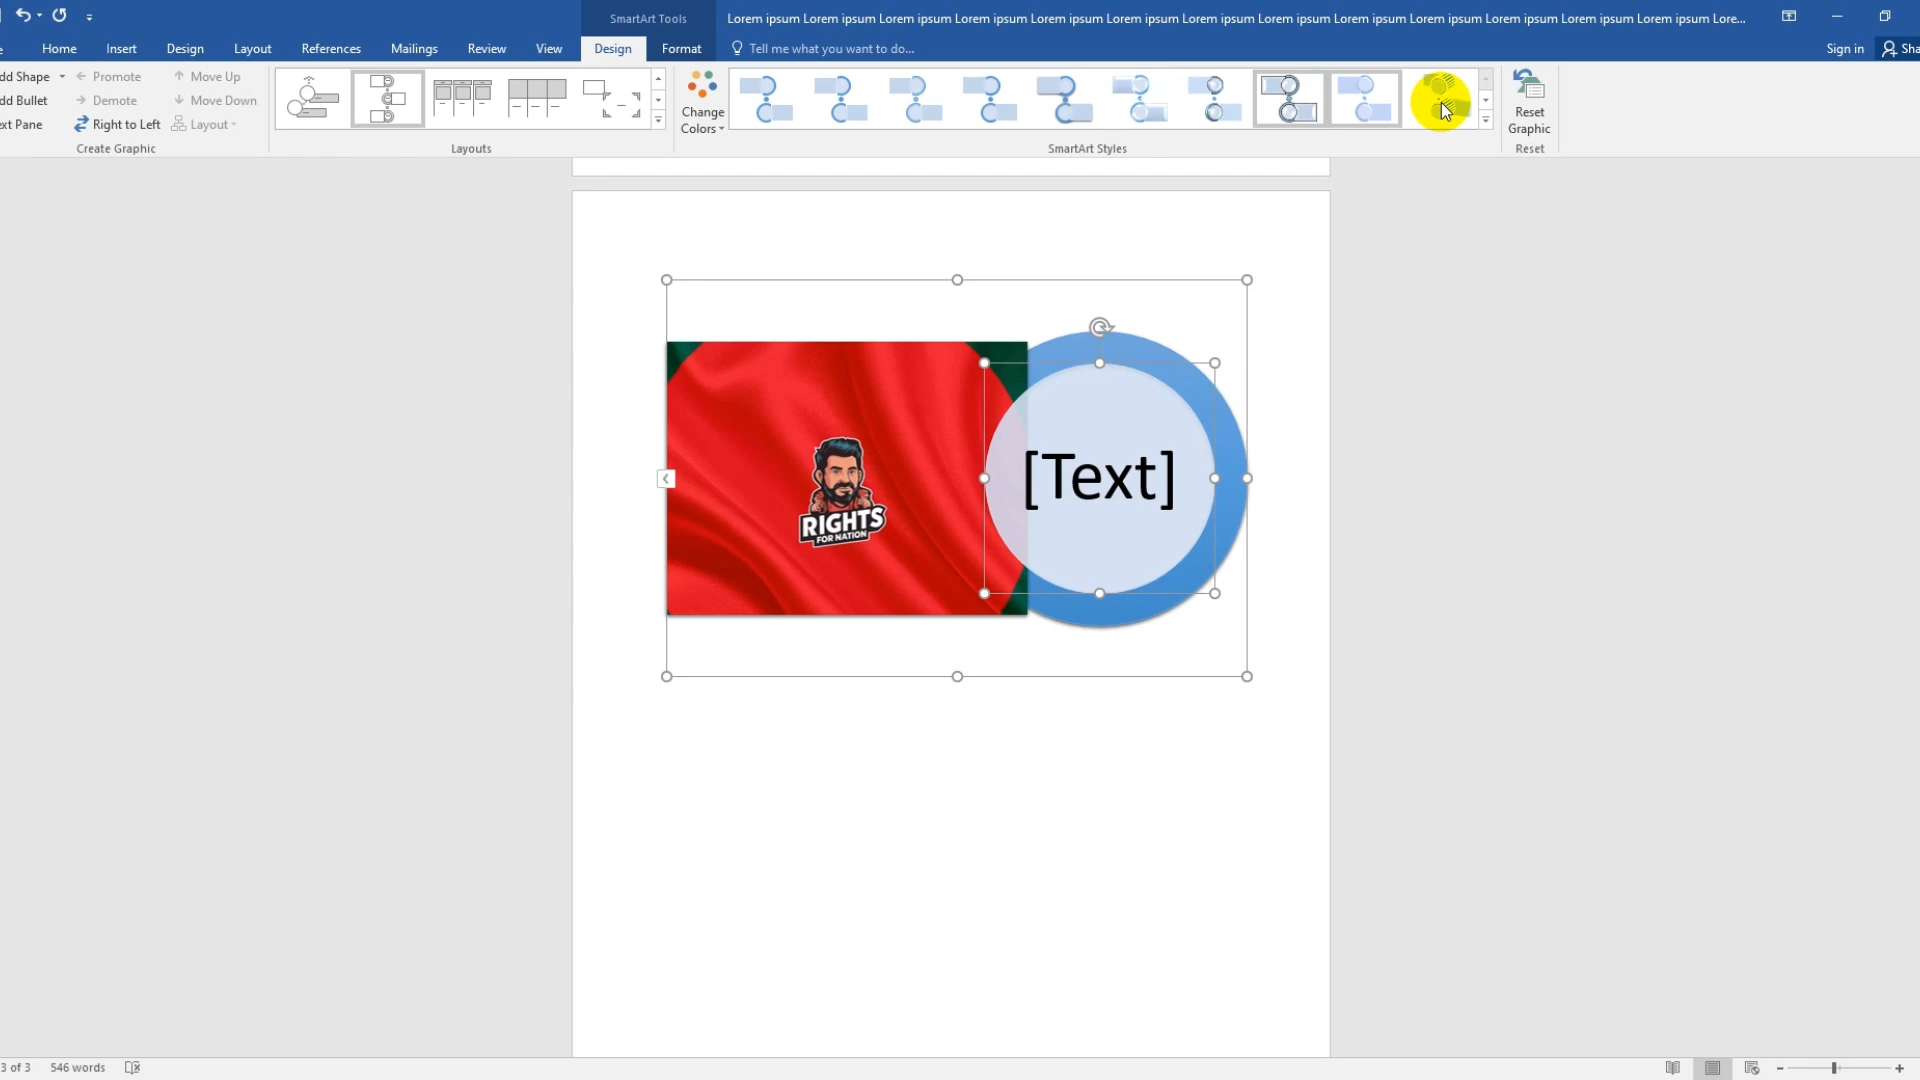 SmartArt Tools
Lorem ipsum Lorem ipsum Lorem ipsum Lorem ipsum Lorem ipsum Lorem ipsum Lorem ipsum Lorem ipsum Lorem ipsum Lorem ipsum Lorem ipsum Lorem ipsum Lorem ipsum Lore...
e Home Insert Design Layout References Mailings Review View Design Format Tell me what you want to do... Sign in Sha
dd Shape Promote Move Up
dd Bullet Demote Move Down
ext Pane Right to Left Layout
Change
Colors
Reset
Graphic
Create Graphic Layouts SmartArt Styles Reset
[Text]
RIGHTS
FOR NATION
3 of 3 546 words